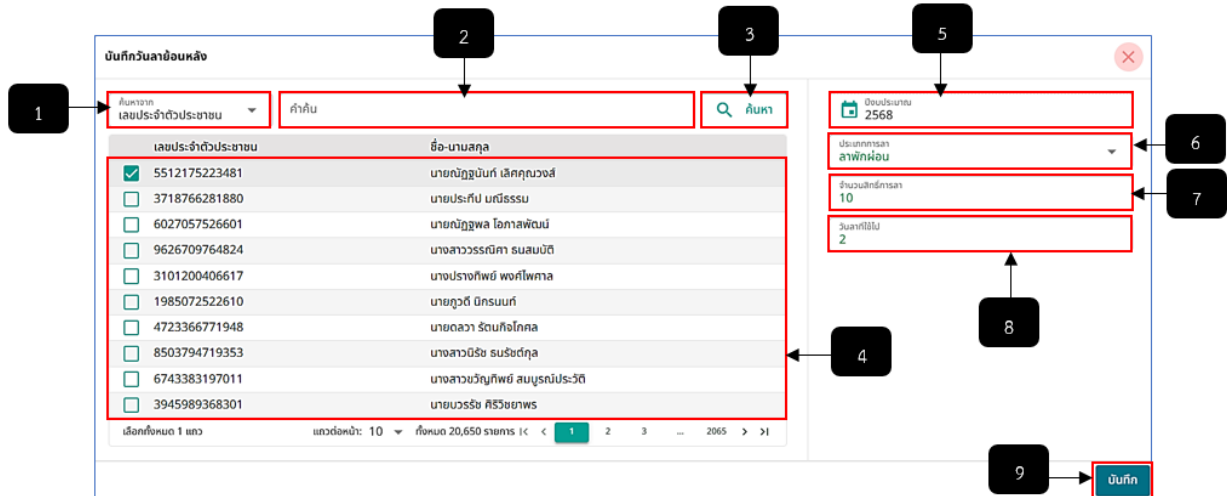 2
3
5
บันทึกวันลาย้อนหลัง
1
ค้นหาจาก
เลขประจำตัวประชาชน
คำค้น
ค้นหา
ปีงบประมาณ
2568
เลขประจำตัวประชาชน ชื่อ-นามสกุล
ประเภทการลา
ลาพักผ่อน
6
5512175223481 นายณัฏฐนันท์ เลิศคุณวงส์
จำนวนสิทธิ์การลา
10
7
3718766281880 นายประทีป มณีธรรม
6027057526601 นายณัฏฐพล โอภาสพัฒน์
วันลาที่ใช้ไป
2
9626709764824 นางสาววรรณิศา ธนสมบัติ
3101200406617 นางปรางทิพย์ พงศ์ไพศาล
1985072522610 นายภูวดี นิกรนนท์
8
4723366771948 นายดลวา รัตนกิจโกศล
8503794719353 นางสาวนิรัช ธนรัชต์กุล
4
6743383197011 นางสาวขวัญทิพย์ สมบูรณ์ประวัติ
3945989368301 นายบวรรัช ศิริวิชยาพร
เลือกทั้งหมด 1 แถว แถวต่อหน้า: 10 ทั้งหมด 20,650 รายการ |< < 1 2 3 ... 2065 > >|
9
บันทึก